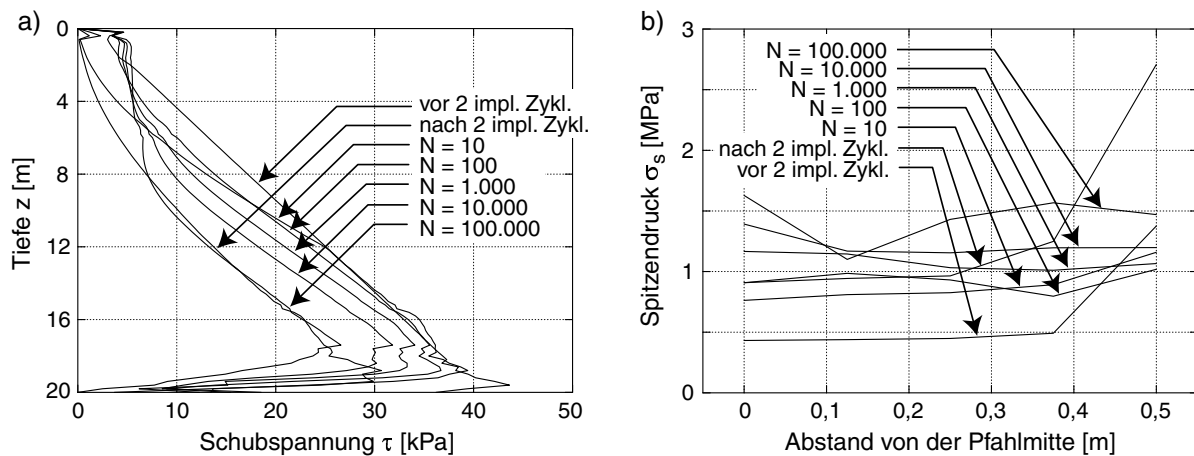 a)
0
4
8
12
16
20
Tiefe z [m]
vor 2 impl. Zykl.
nach 2 impl. Zykl.
N = 10
N = 100
N = 1.000
N = 10.000
N = 100.000
0
10
20
30
40
50
Schubspannung τ [kPa]
b)
3
2
1
0
Spitzendruck σs [MPa]
N = 100.000
N = 10.000
N = 1.000
N = 100
N = 10
nach 2 impl. Zykl.
vor 2 impl. Zykl.
0
0,1
0,2
0,3
0,4
0,5
Abstand von der Pfahlmitte [m]